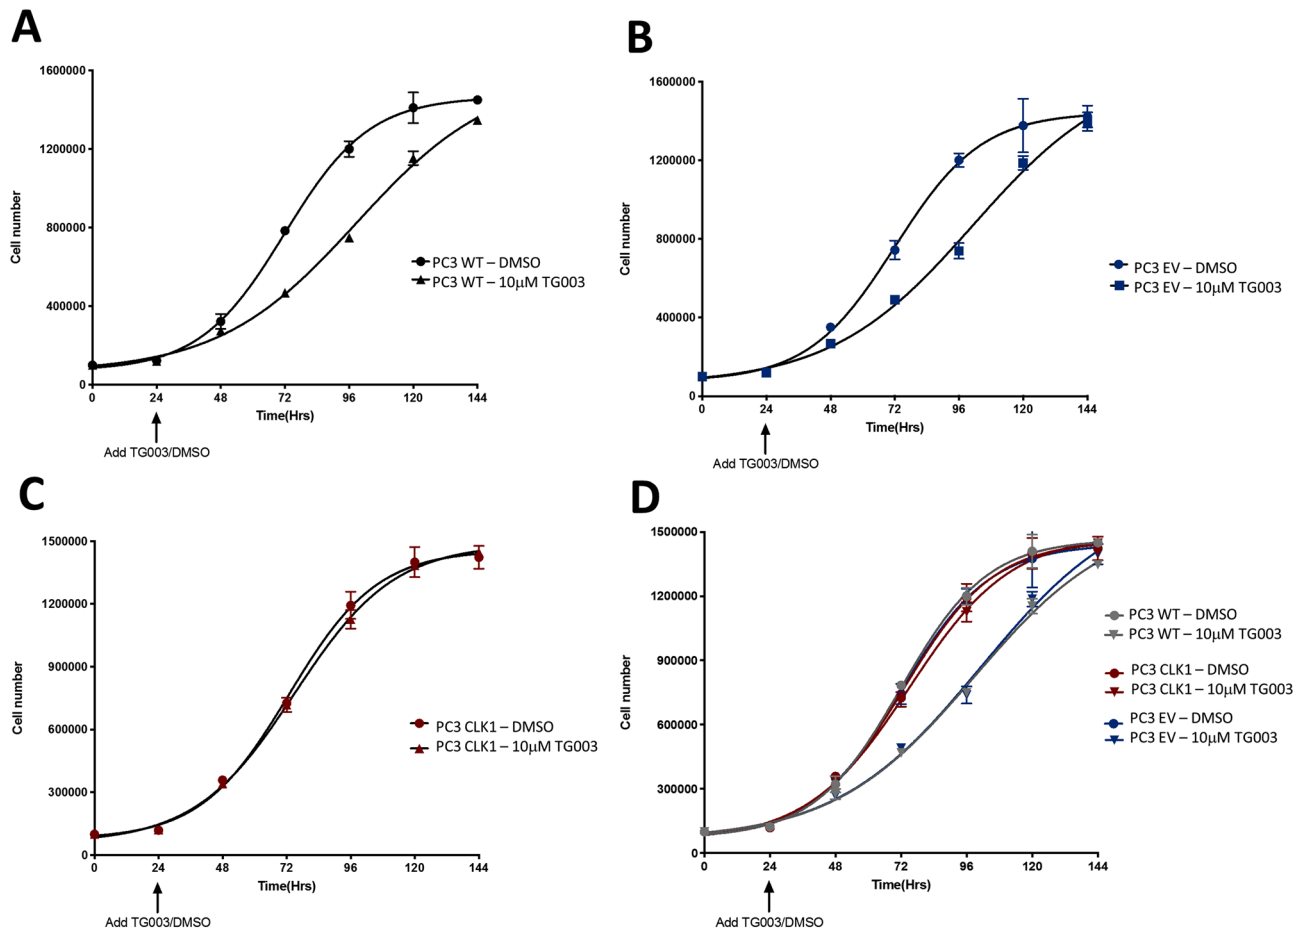 A
1600000
1200000
800000
400000
0
Cell number
0 24 48 72 96 120 144
Time(Hrs)
Add TG003/DMSO
PC3 WT – DMSO
PC3 WT – 10μM TG003
B
1600000
1200000
800000
400000
0
Cell number
0 24 48 72 96 120 144
Time(Hrs)
Add TG003/DMSO
PC3 EV – DMSO
PC3 EV – 10μM TG003
C
1500000
1200000
900000
600000
300000
0
Cell number
0 24 48 72 96 120 144
Time(Hrs)
Add TG003/DMSO
PC3 CLK1 – DMSO
PC3 CLK1 – 10μM TG003
D
1500000
1200000
900000
600000
300000
0
Cell number
0 24 48 72 96 120 144
Time(Hrs)
Add TG003/DMSO
PC3 WT – DMSO
PC3 WT – 10μM TG003
PC3 CLK1 – DMSO
PC3 CLK1 – 10μM TG003
PC3 EV – DMSO
PC3 EV – 10μM TG003